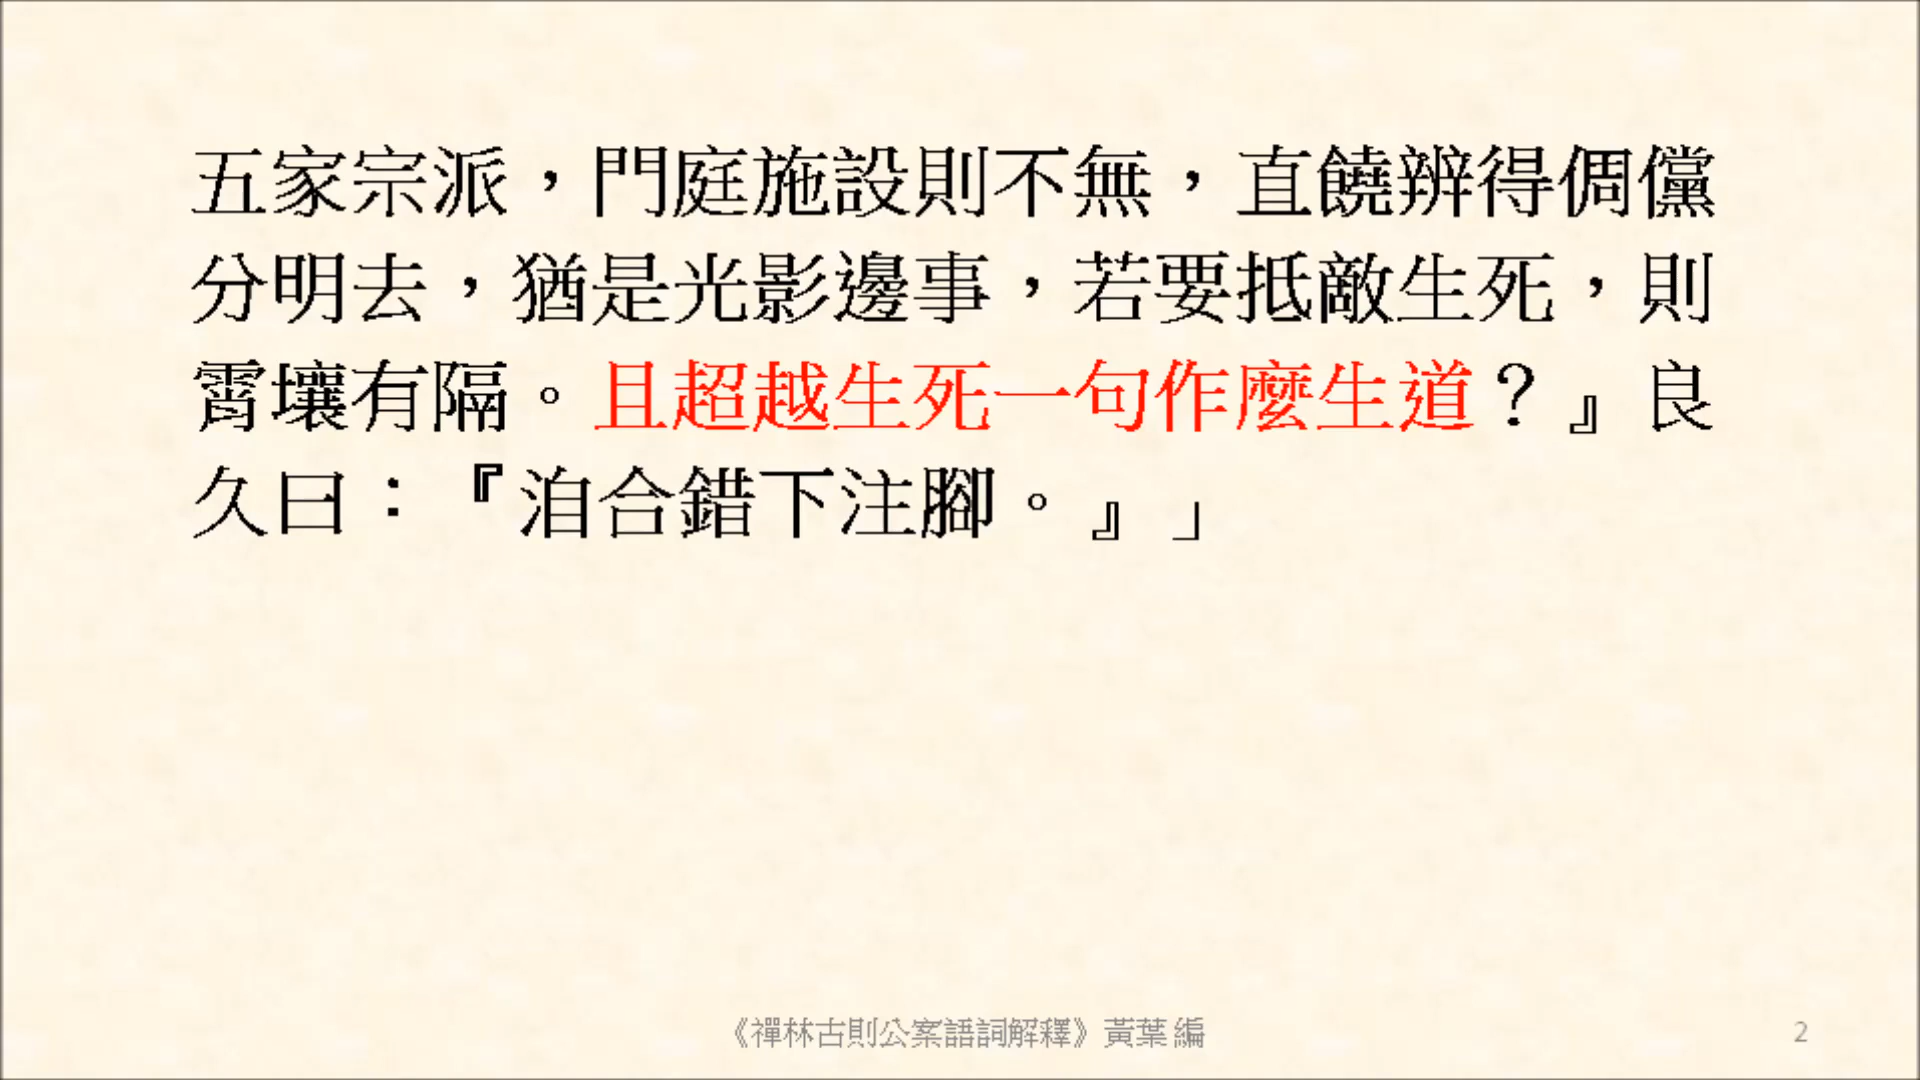 五家宗派，門庭施設則不無，直饒辨得倜儻
分明去，猶是光影邊事，若要抵敵生死，則
霄壤有隔。且超越生死一句作麼生道？』良
久曰：『洎合錯下注腳。』」
《禪林古則公案語詞解釋》黃葉 編
2